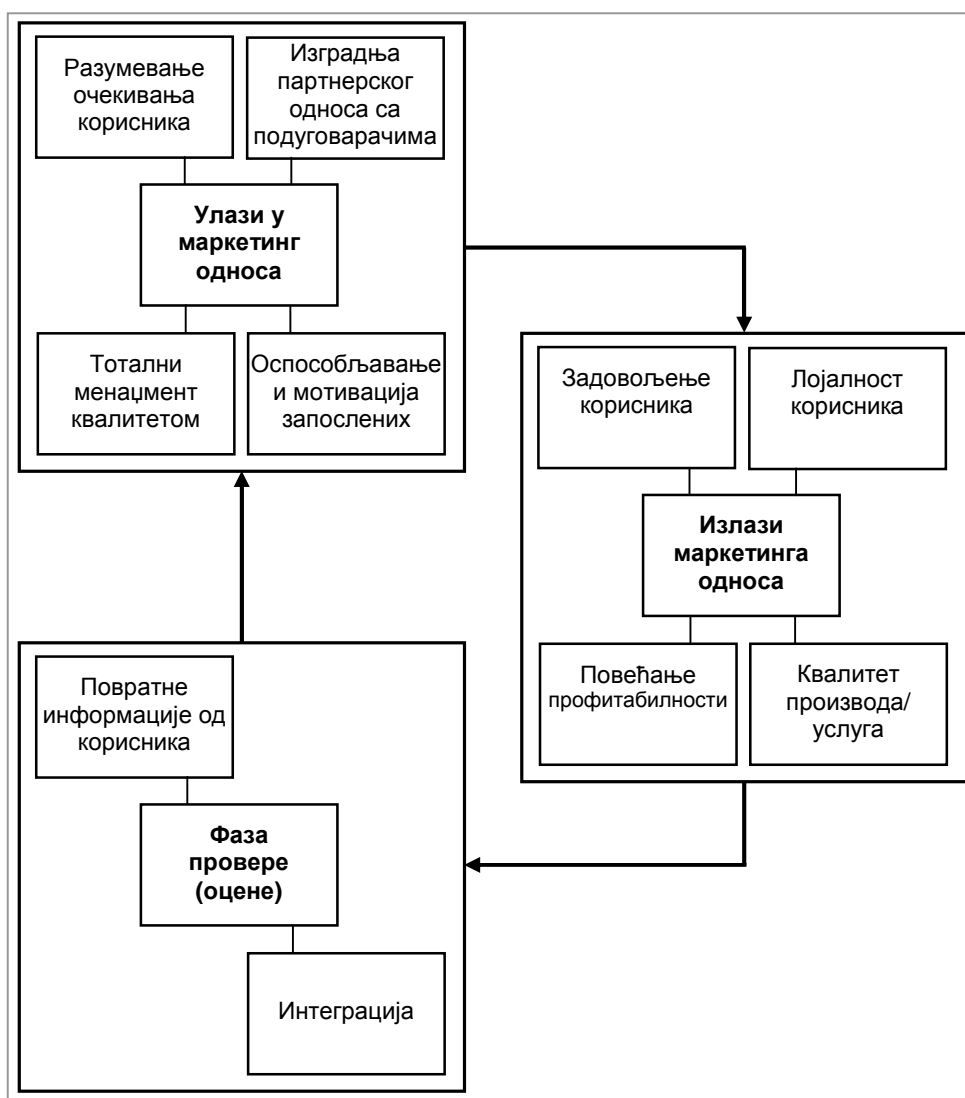 Разумевање
очекивања
корисника
Изградња
партнерског
односа са
подуговарачима
Улази у
маркетинг
односа
Тотални
менаџмент
квалитетом
Оспособљавање
и мотивација
запослених
Задовољење
корисника
Лојалност
корисника
Излази
маркетинга
односа
Повећање
профитабилности
Квалитет
производа/
услуга
Повратне
информације од
корисника
Фаза
провере
(оцене)
Интеграција